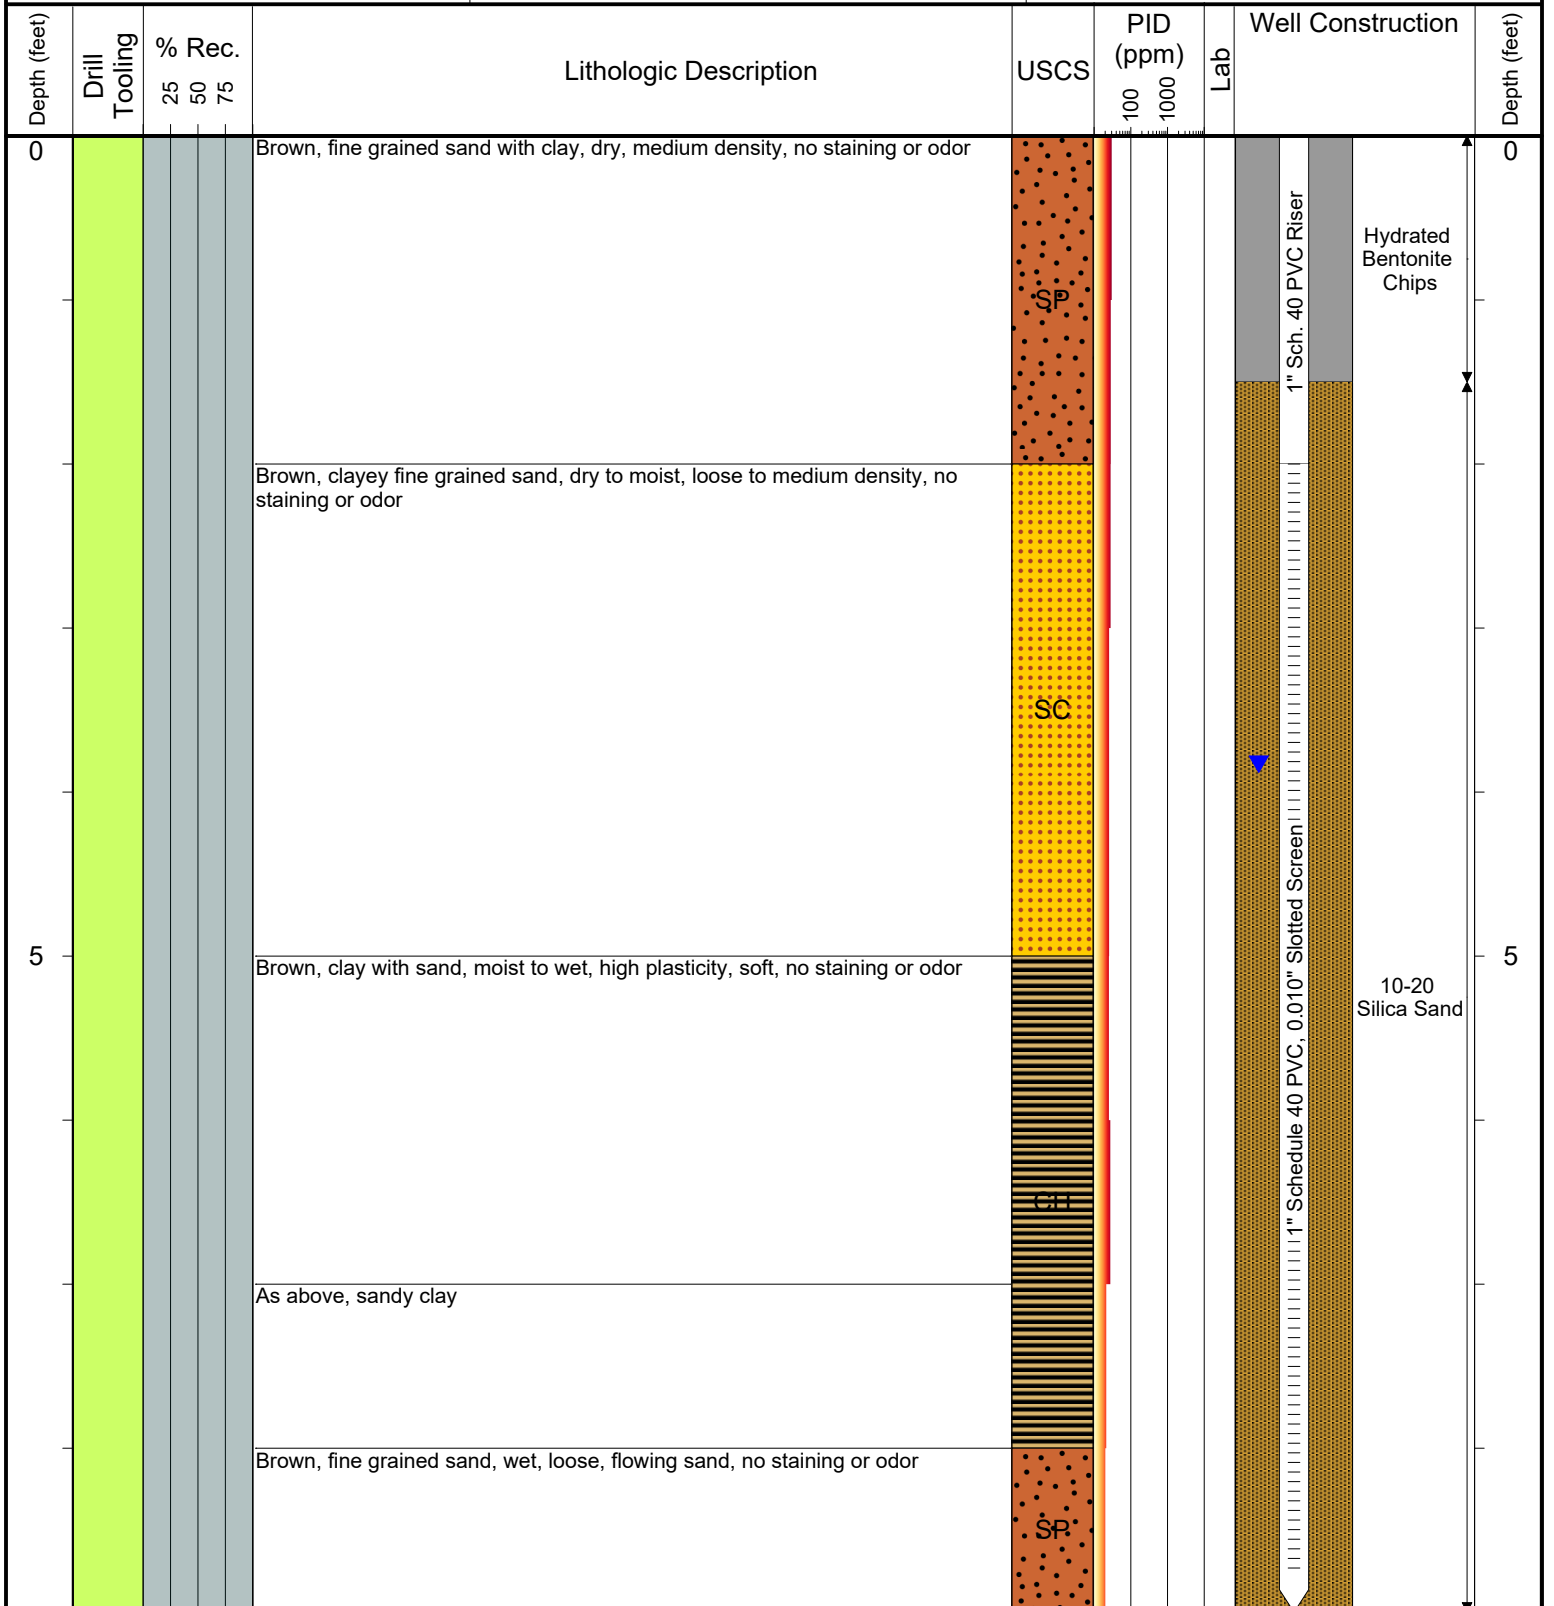 Depth (feet)
Drill
Tooling
% Rec.
25
50
75
Lithologic Description
USCS
PID
(ppm)
100
1000
Lab
Well Construction
Depth (feet)
0
Brown, fine grained sand with clay, dry, medium density, no staining or odor
SP
1" Sch. 40 PVC Riser
Hydrated
Bentonite
Chips
0
Brown, clayey fine grained sand, dry to moist, loose to medium density, no
staining or odor
SC
5
Brown, clay with sand, moist to wet, high plasticity, soft, no staining or odor
1" Schedule 40 PVC, 0.010" Slotted Screen
10-20
Silica Sand
5
CH
As above, sandy clay
Brown, fine grained sand, wet, loose, flowing sand, no staining or odor
SP